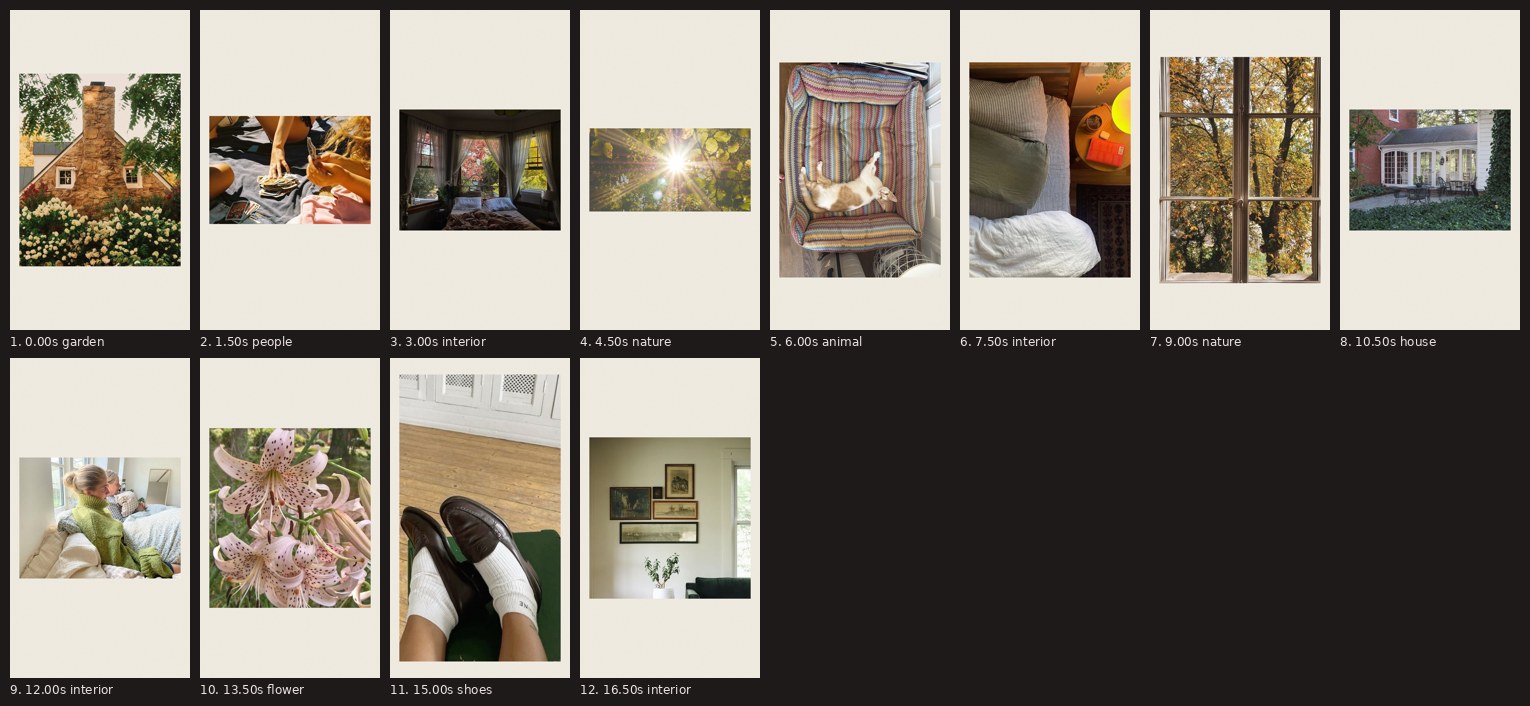 1. 0.00s garden
2. 1.50s people
3. 3.00s interior
4. 4.50s nature
5. 6.00s animal
6. 7.50s interior
7. 9.00s nature
8. 10.50s house
9. 12.00s interior
10. 13.50s flower
11. 15.00s shoes
12. 16.50s interior